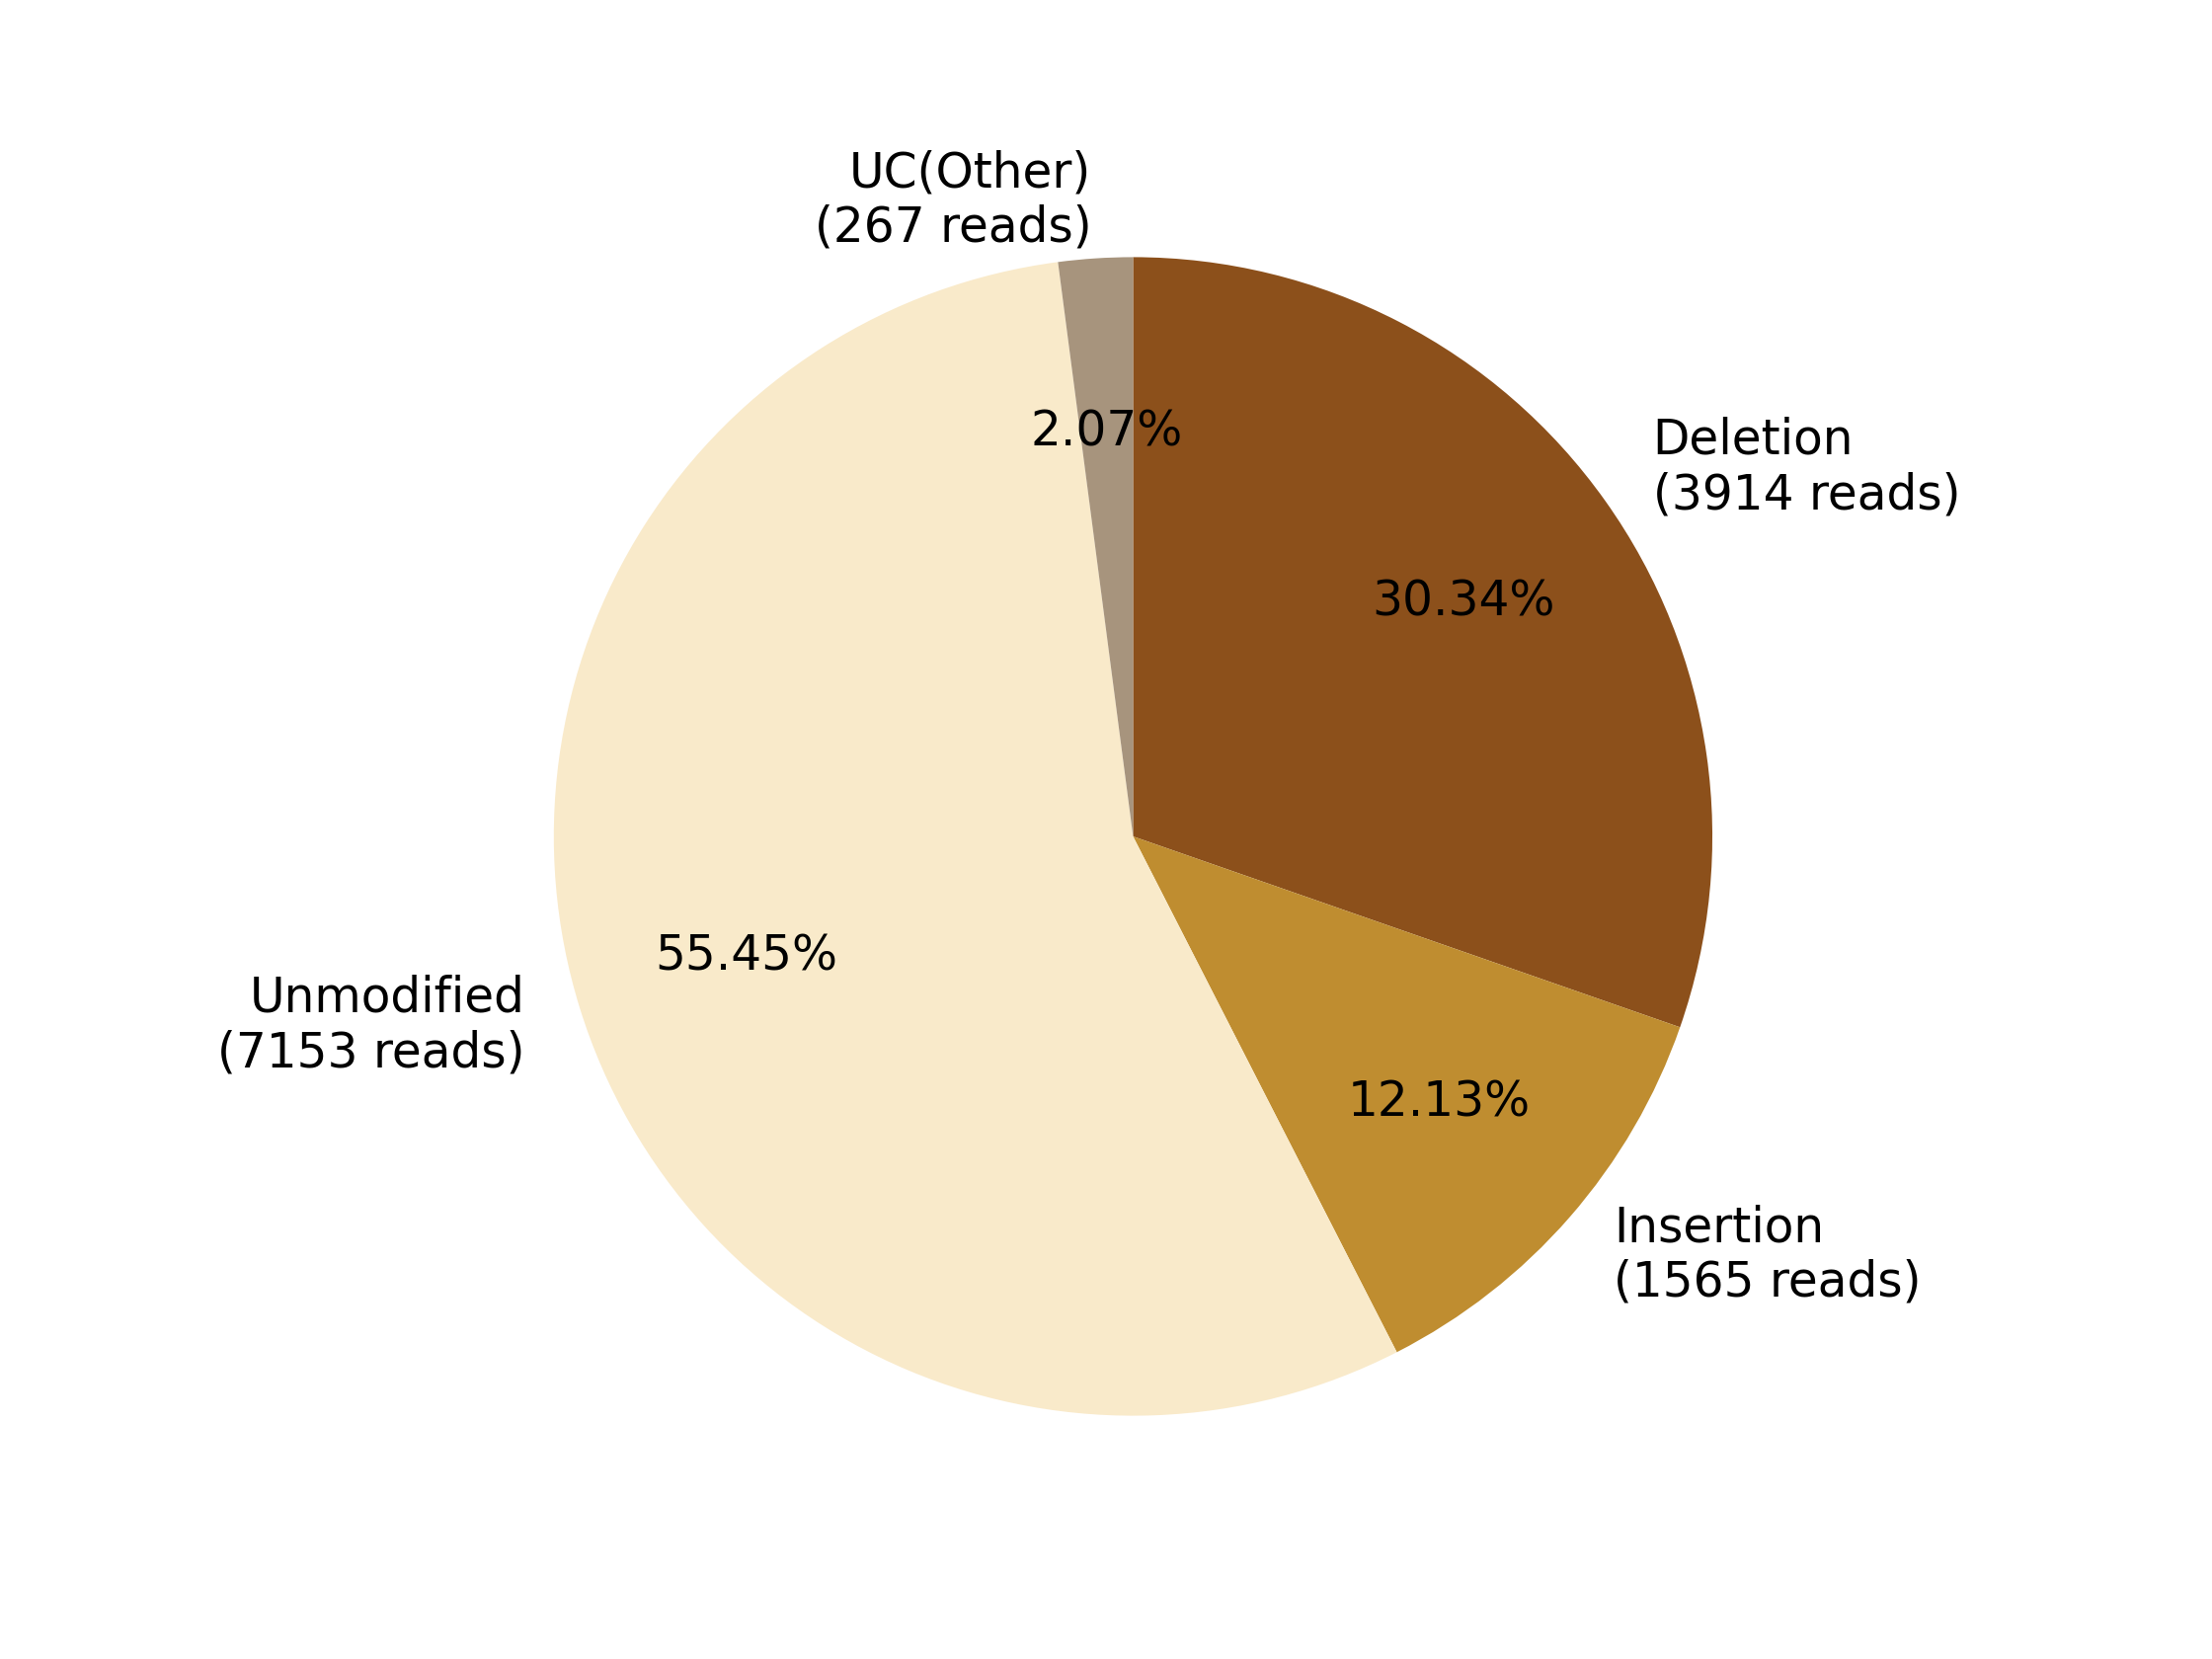 UC(Other)
(267 reads)
2.07%
Deletion
(3914 reads)
30.34%
55.45%
Unmodified
(7153 reads)
12.13%
Insertion
(1565 reads)